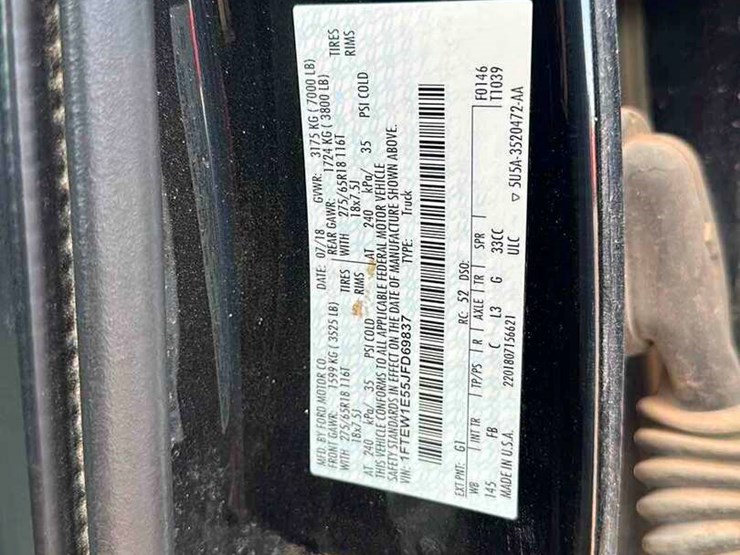 MFD. BY FORD MOTOR CO.
DATE: 07/18 GVWR: 3175 KG ( 7000 LB)
FRONT GAWR: 1599 KG ( 3525 LB) REAR GAWR: 1724 KG ( 3800 LB)
WITH 275/65R18 116T TIRES WITH 275/65R18 116T TIRES
18x7.5J RIMS 18x7.5J RIMS
AT 240 kPa/ 35 PSI COLD AT 240 kPa/ 35 PSI COLD
THIS VEHICLE CONFORMS TO ALL APPLICABLE FEDERAL MOTOR VEHICLE
SAFETY STANDARDS IN EFFECT ON THE DATE OF MANUFACTURE SHOWN ABOVE.
VIN: 1FTEW1E55JFD69837 TYPE: Truck
EXT PNT: G1 RC: 52 DSO: F0146
WB INT TR TP/PS R AXLE TR SPR T1039
145 FB C L3 G 33CC
MADE IN U.S.A. 2201807156621 ULC ▽ 5U5A-3520472-AA